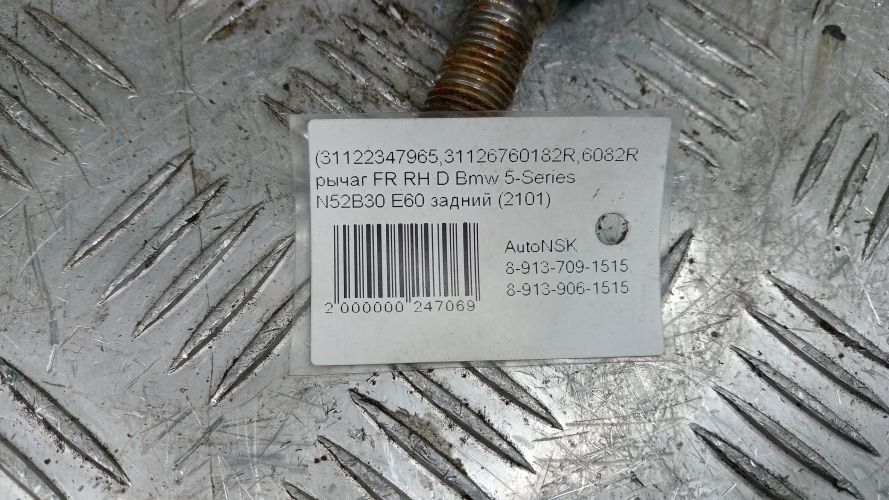 (31122347965,31126760182R,6082R
рычаг FR RH D Bmw 5-Series
N52B30 E60 задний (2101)
AutoNSK
8-913-709-1515
8-913-906-1515
2 000000 247069